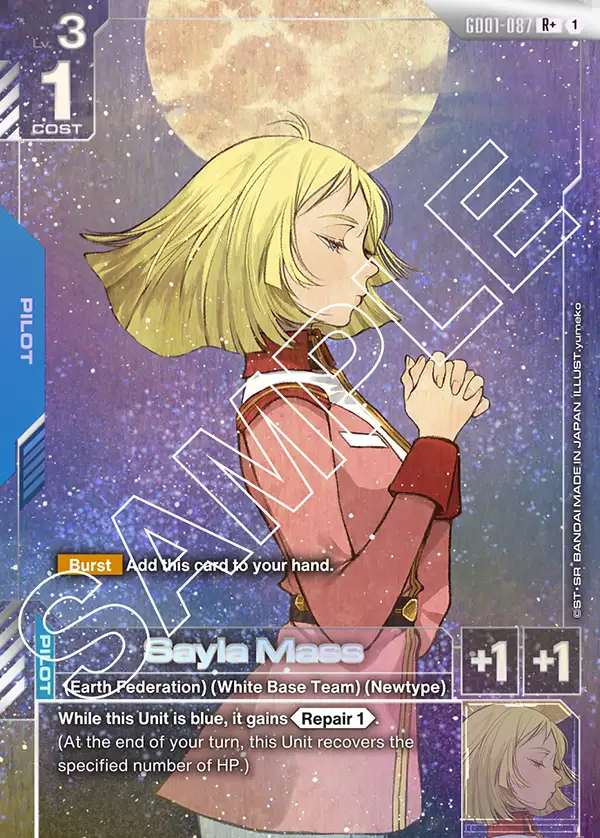 Lv. 3
GD01-087 R+ 1
1
COST
PILOT
SAMPLE
©ST·SR BANDAI MADE IN JAPAN ILLUST.yumeko
Burst Add this card to your hand.
PILOT
Sayla Mass
+1 +1
(Earth Federation) (White Base Team) (Newtype)
While this Unit is blue, it gains Repair 1.
(At the end of your turn, this Unit recovers the
specified number of HP.)